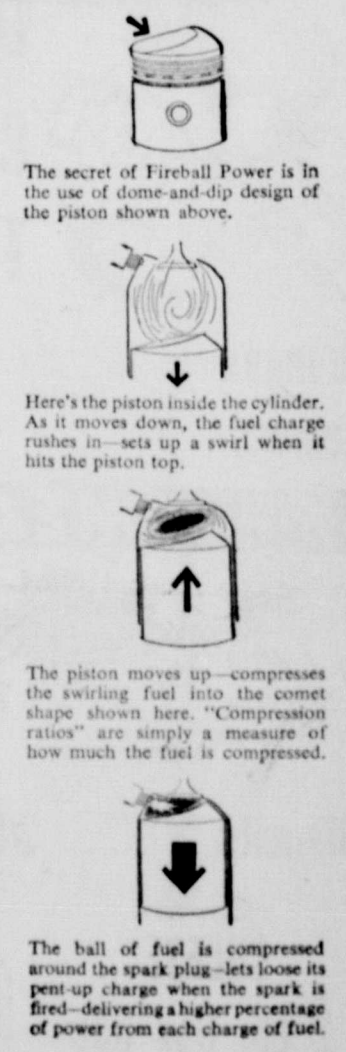 The secret of Fireball Power is in
the use of dome-and-dip design of
the piston shown above.
Here's the piston inside the cylinder.
As it moves down, the fuel charge
rushes in—sets up a swirl when it
hits the piston top.
The piston moves up—compresses
the swirling fuel into the comet
shape shown here. "Compression
ratios" are simply a measure of
how much the fuel is compressed.
The ball of fuel is compressed
around the spark plug—lets loose its
pent-up charge when the spark is
fired—delivering a higher percentage
of power from each charge of fuel.